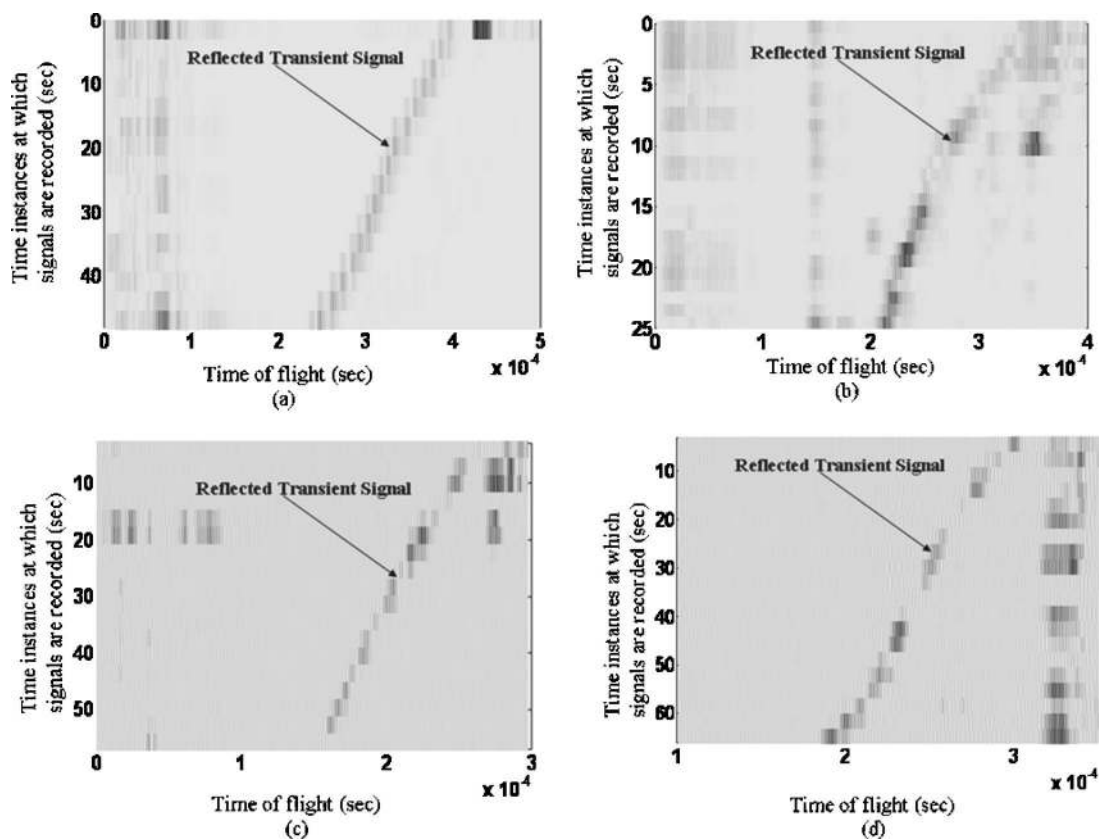 Time instances at which
signals are recorded (sec)
0
10
20
30
40
Reflected Transient Signal
0 1 2 3 4 5
x 10-4
Time of flight (sec)
(a)
Time instances at which
signals are recorded (sec)
0
5
10
15
20
25
Reflected Transient Signal
0 1 2 3 4
x 10-4
Time of flight (sec)
(b)
Time instances at which
signals are recorded (sec
10
20
30
40
50
Reflected Transient Signal
0 1 2 3
x 10-4
Time of flight (sec)
(c)
Time instances at which
signals are recorded (sec)
10
20
30
40
50
60
Reflected Transient Signal
1 2 3
x 10-4
Time of flight (sec)
(d)